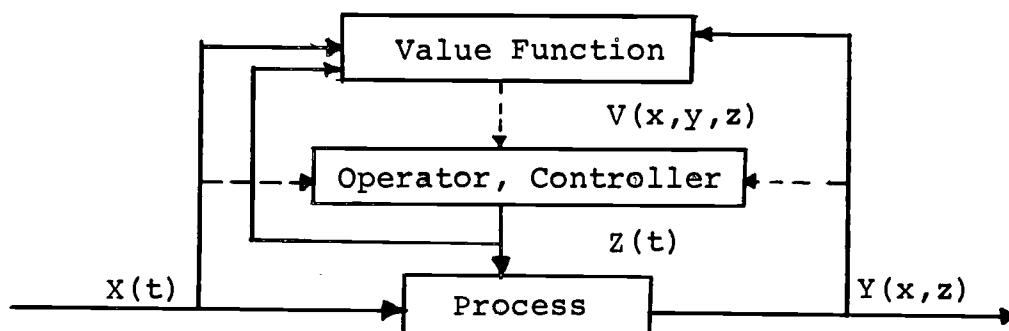 Value Function
V(x,y,z)
Operator, Controller
Z(t)
X(t)
Process
Y(x,z)